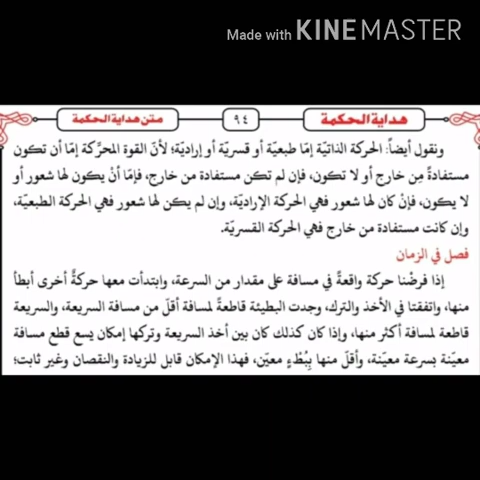 Made with KINEMASTER
هداية الحكمة
٩٤
متن هداية الحكمة
ونقول أيضاً: الحركة الذاتيّة إمّا طبعيّة أو قسريّة أو إراديّة؛ لأنّ القوة المحرّكة إمّا أن تكون
مستفادةً مِن خارج أو لا تكون، فإن لم تكن مستفادة من خارج، فإمّا أنْ يكون لها شعور أو
لا يكون، فإنْ كان لها شعور فهي الحركة الإراديّة، وإن لم يكن لها شعور فهي الحركة الطبعيّة،
وإن كانت مستفادة من خارج فهي الحركة القسريّة.
فصل في الزمان
إذا فرضْنا حركة واقعةً في مسافة على مقدار من السرعة، وابتدأت معها حركةٌ أخرى أبطأ
منها، واتفقتا في الأخذ والترك، وجدت البطيئة قاطعةً لمسافة أقلّ من مسافة السريعة، والسريعة
قاطعة لمسافة أكثر منها، وإذا كان كذلك كان بين أخذ السريعة وتركها إمكان يسع قطع مسافة
معيّنة بسرعة معيّنة، وأقلّ منها بِبُطْءٍ معيّن، فهذا الإمكان قابل للزيادة والنقصان وغير ثابت؛